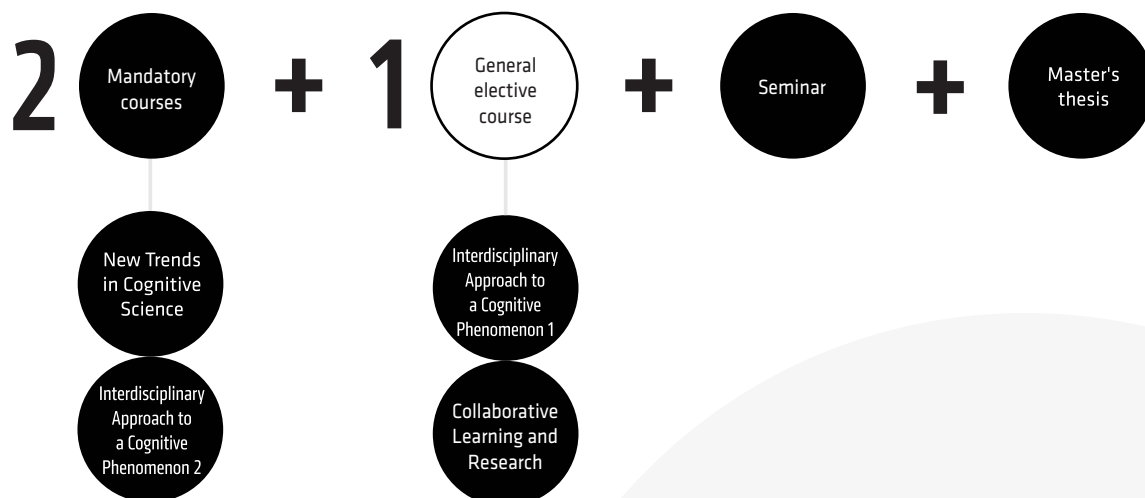 2
Mandatory
courses
+
1
General
elective
course
+
Seminar
+
Master's
thesis
New Trends
in Cognitive
Science
Interdisciplinary
Approach to
a Cognitive
Phenomenon 2
Interdisciplinary
Approach to
a Cognitive
Phenomenon 1
Collaborative
Learning and
Research